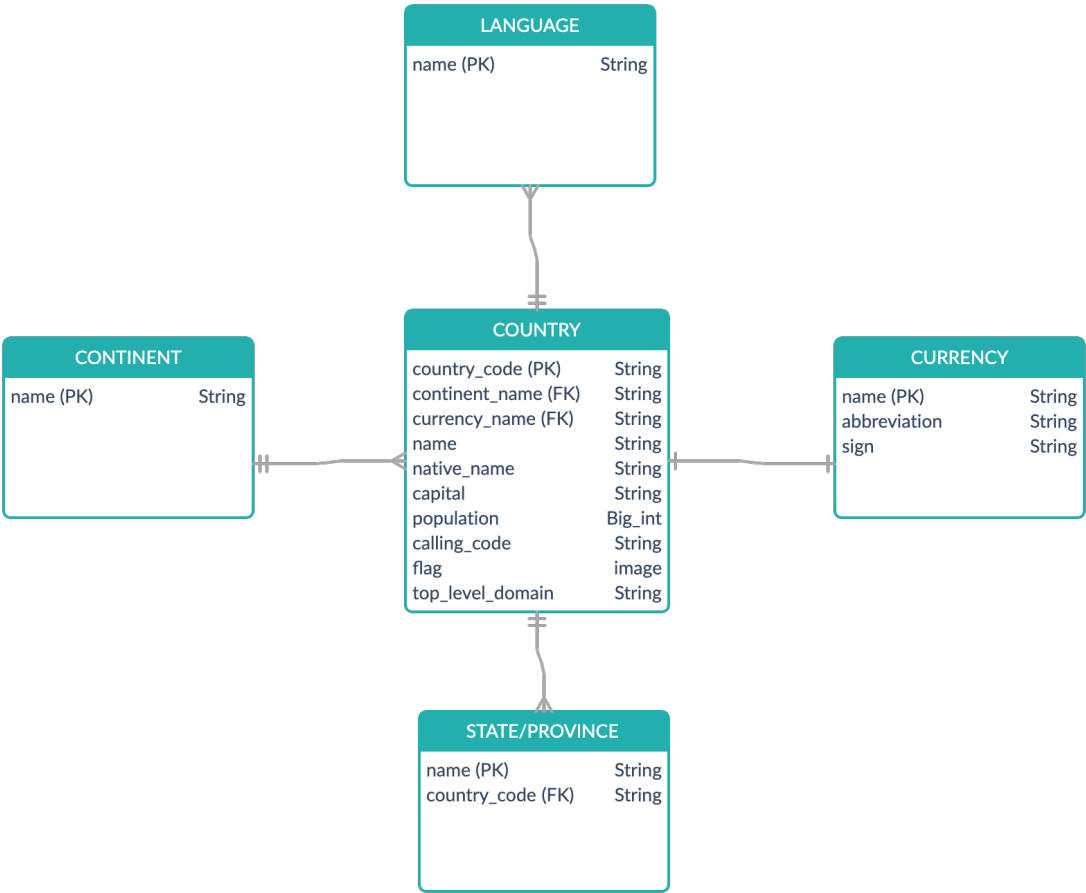 LANGUAGE
name (PK) String
CONTINENT
name (PK) String
COUNTRY
country_code (PK) String
continent_name (FK) String
currency_name (FK) String
name String
native_name String
capital String
population Big_int
calling_code String
flag image
top_level_domain String
CURRENCY
name (PK) String
abbreviation String
sign String
STATE/PROVINCE
name (PK) String
country_code (FK) String